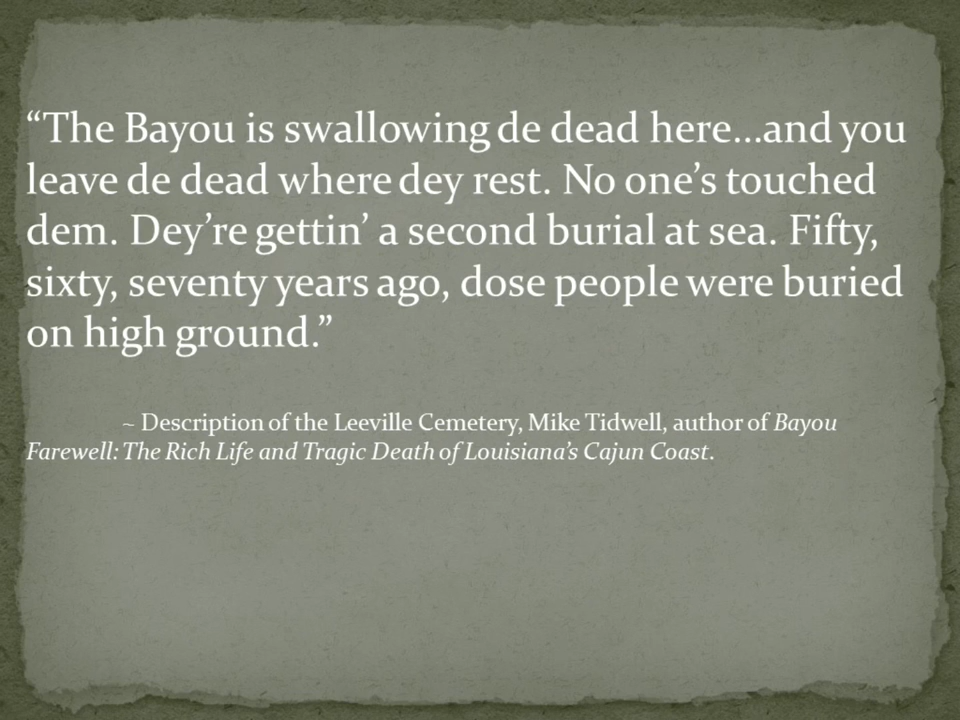 “The Bayou is swallowing de dead here...and you
leave de dead where dey rest. No one’s touched
dem. Dey’re gettin’ a second burial at sea. Fifty,
sixty, seventy years ago, dose people were buried
on high ground.”
~ Description of the Leeville Cemetery, Mike Tidwell, author of Bayou
Farewell: The Rich Life and Tragic Death of Louisiana’s Cajun Coast.